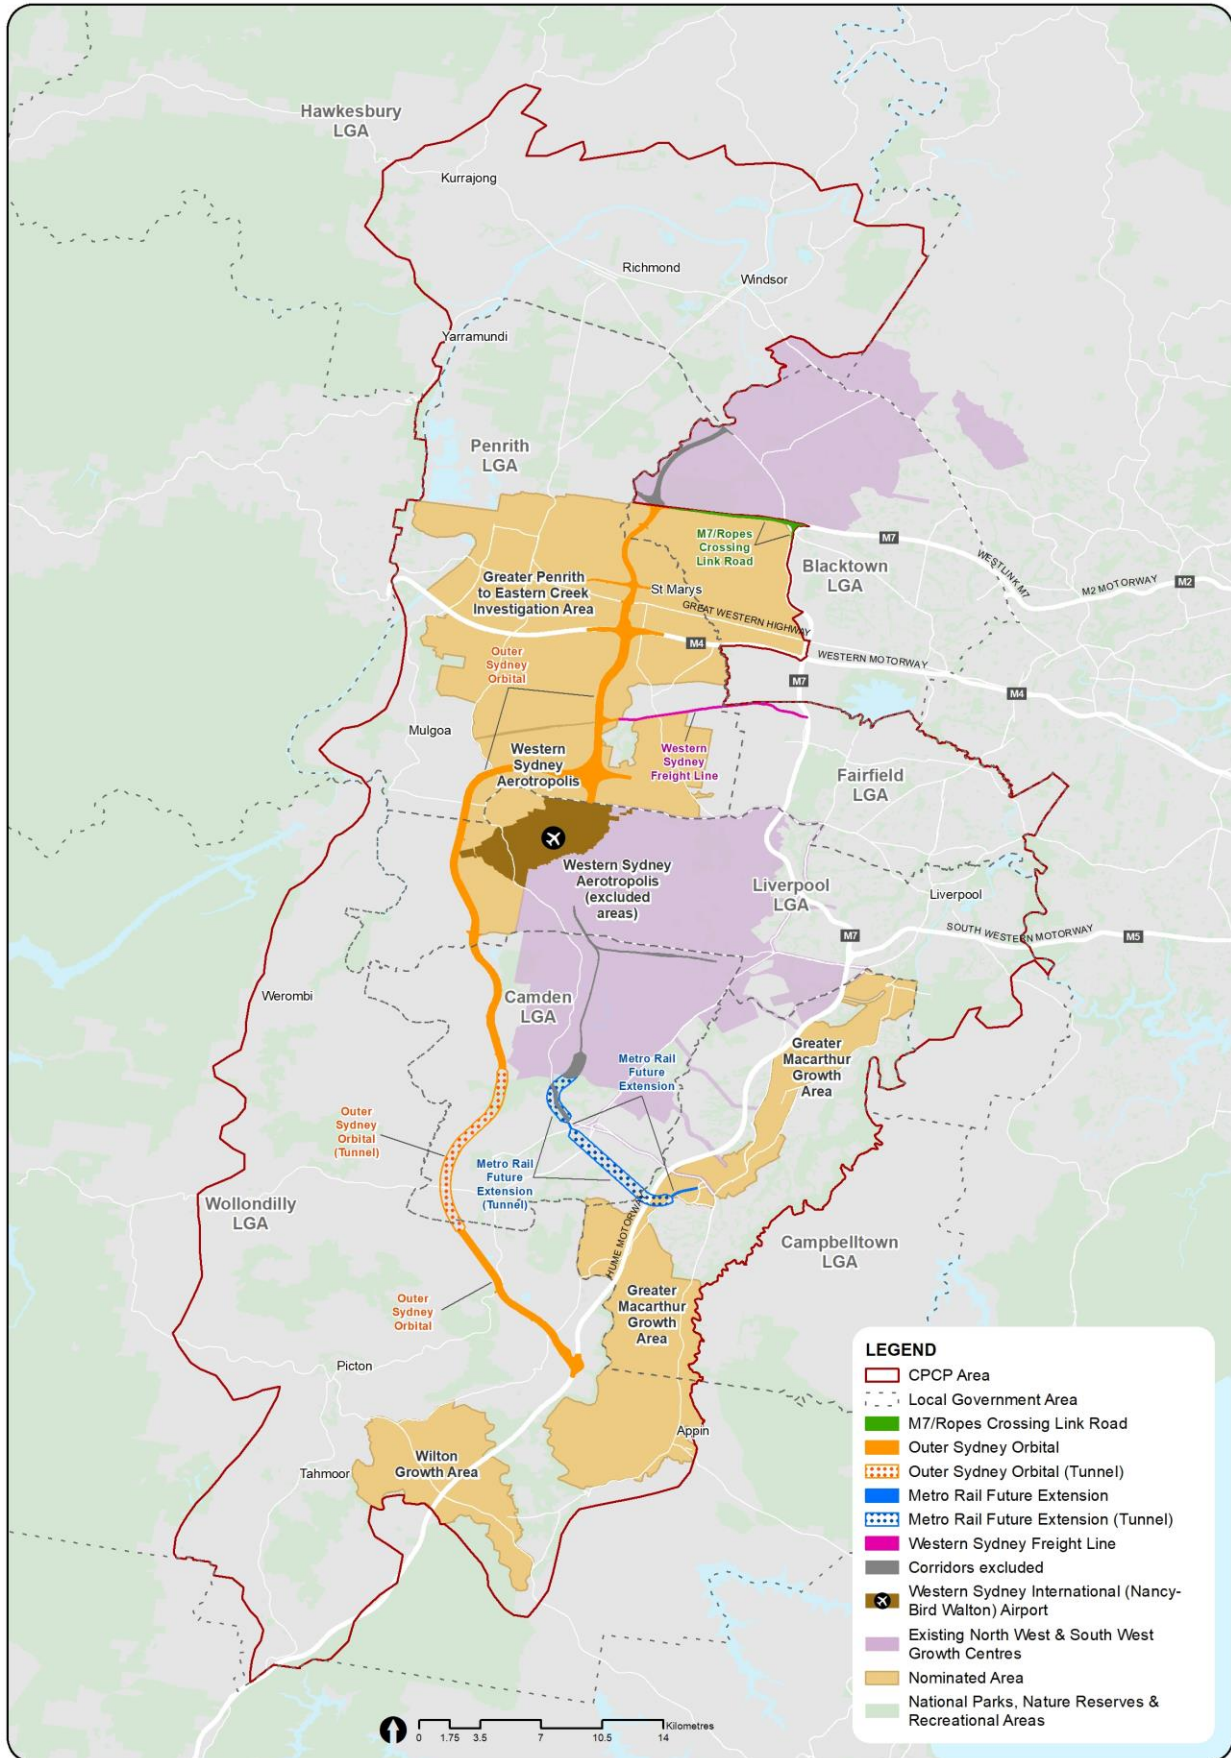 Hawkesbury
LGA
Kurrajong
Richmond
Windsor
Yarramundi
Penrith
LGA
M7/Ropes
Crossing
Link Road
M7
Blacktown
LGA
WESTLINK M7
M2 MOTORWAY
M2
Greater Penrith
to Eastern Creek
Investigation Area
St Marys
GREAT WESTERN HIGHWAY
M4
WESTERN MOTORWAY
M7
M4
Outer
Sydney
Orbital
Mulgoa
Western
Sydney
Aerotropolis
Western
Sydney
Freight Line
Fairfield
LGA
Western Sydney
Aerotropolis
(excluded
areas)
Liverpool
LGA
Liverpool
M7
SOUTH WESTERN MOTORWAY
M5
Werombi
Camden
LGA
Greater
Macarthur
Growth
Area
Metro Rail
Future
Extension
Outer
Sydney
Orbital
(Tunnel)
Metro Rail
Future
Extension
(Tunnel)
Wollondilly
LGA
HUME MOTORWAY
Campbelltown
LGA
Outer
Sydney
Orbital
Greater
Macarthur
Growth
Area
Picton
Appin
Wilton
Growth Area
Tahmoor
LEGEND
CPCP Area
Local Government Area
M7/Ropes Crossing Link Road
Outer Sydney Orbital
Outer Sydney Orbital (Tunnel)
Metro Rail Future Extension
Metro Rail Future Extension (Tunnel)
Western Sydney Freight Line
Corridors excluded
Western Sydney International (Nancy-
Bird Walton) Airport
Existing North West & South West
Growth Centres
Nominated Area
National Parks, Nature Reserves &
Recreational Areas
Kilometres
0 1.75 3.5 7 10.5 14